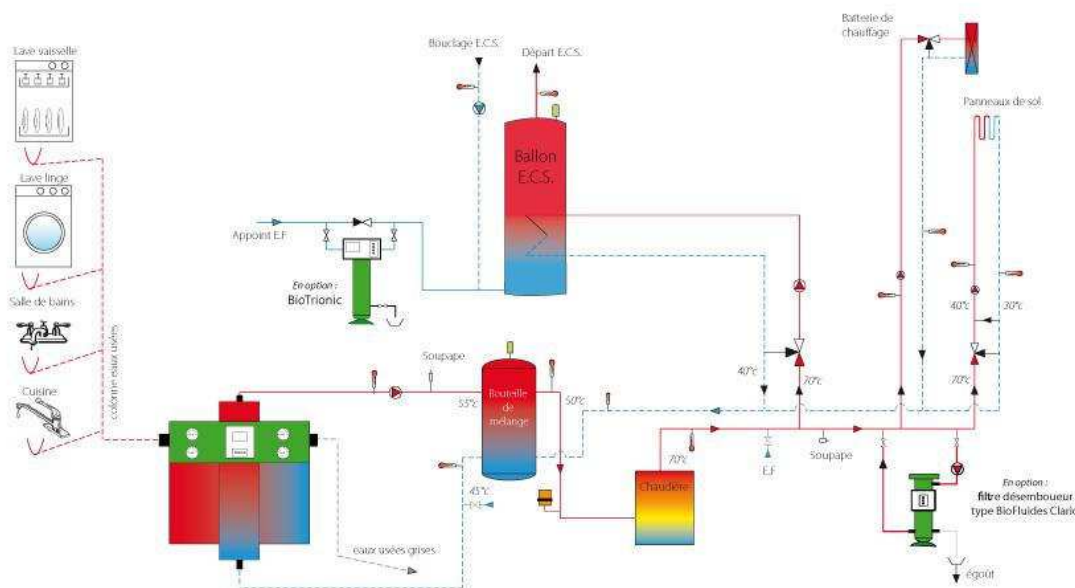 Lave vaisselle
Lave linge
Salle de bains
Cuisine
colonne eaux usées
eaux usées grises
Bouclage E.C.S.
Départ E.C.S.
Ballon
E.C.S.
Appoint E.F
En option :
BioTrionic
Soupape
55°c
Bouteille
de
mélange
50°c
45°c
Chaudière
70°c
40°c
70°c
E.F
Soupape
Batterie de
chauffage
Panneaux de sol
40°c
30°c
70°c
En option :
filtre désemboueur
type BioFluides Claric
égoût